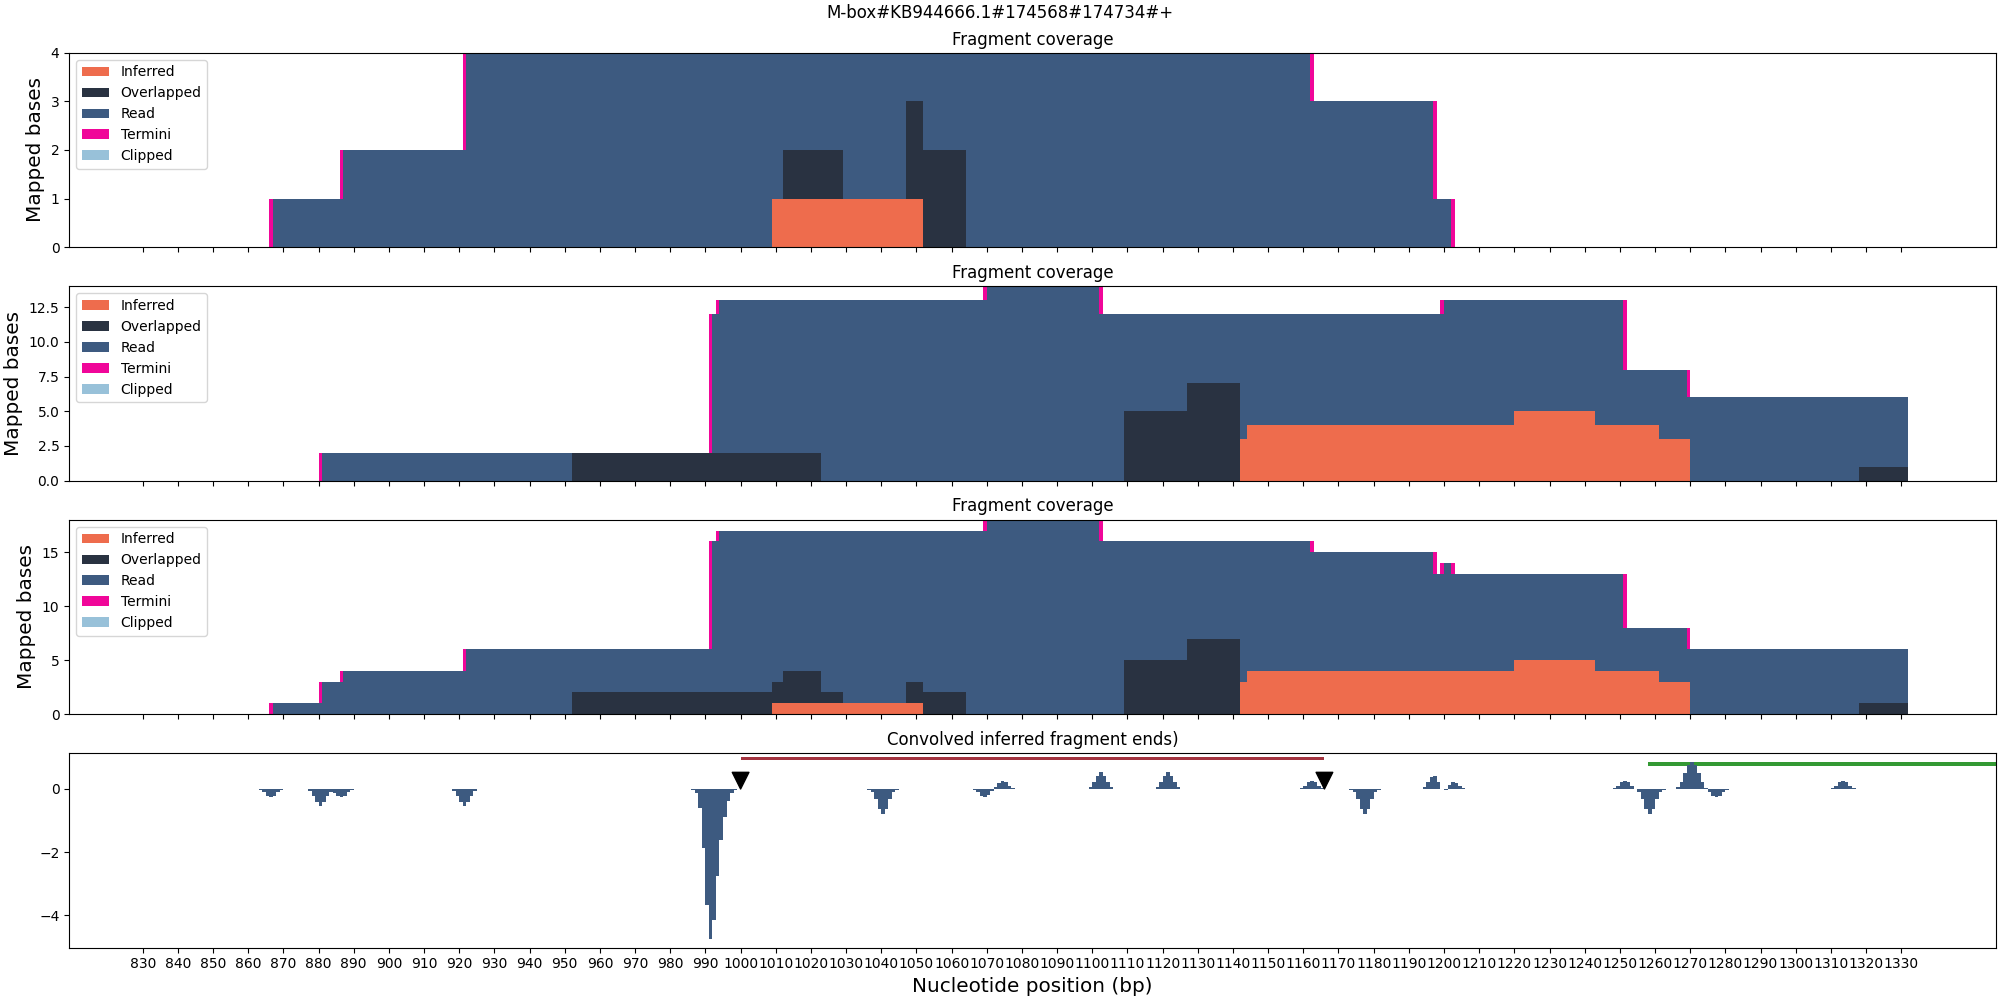 M-box#KB944666.1#174568#174734#+
Fragment coverage
4
3
2
1
0
Mapped bases
Inferred
Overlapped
Read
Termini
Clipped
Fragment coverage
12.5
10.0
7.5
5.0
2.5
0.0
Mapped bases
Inferred
Overlapped
Read
Termini
Clipped
Fragment coverage
15
10
5
0
Mapped bases
Inferred
Overlapped
Read
Termini
Clipped
Convolved inferred fragment ends)
0
−2
−4
830 840 850 860 870 880 890 900 910 920 930 940 950 960 970 980 990 1000 1010 1020 1030 1040 1050 1060 1070 1080 1090 1100 1110 1120 1130 1140 1150 1160 1170 1180 1190 1200 1210 1220 1230 1240 1250 1260 1270 1280 1290 1300 1310 1320 1330
Nucleotide position (bp)